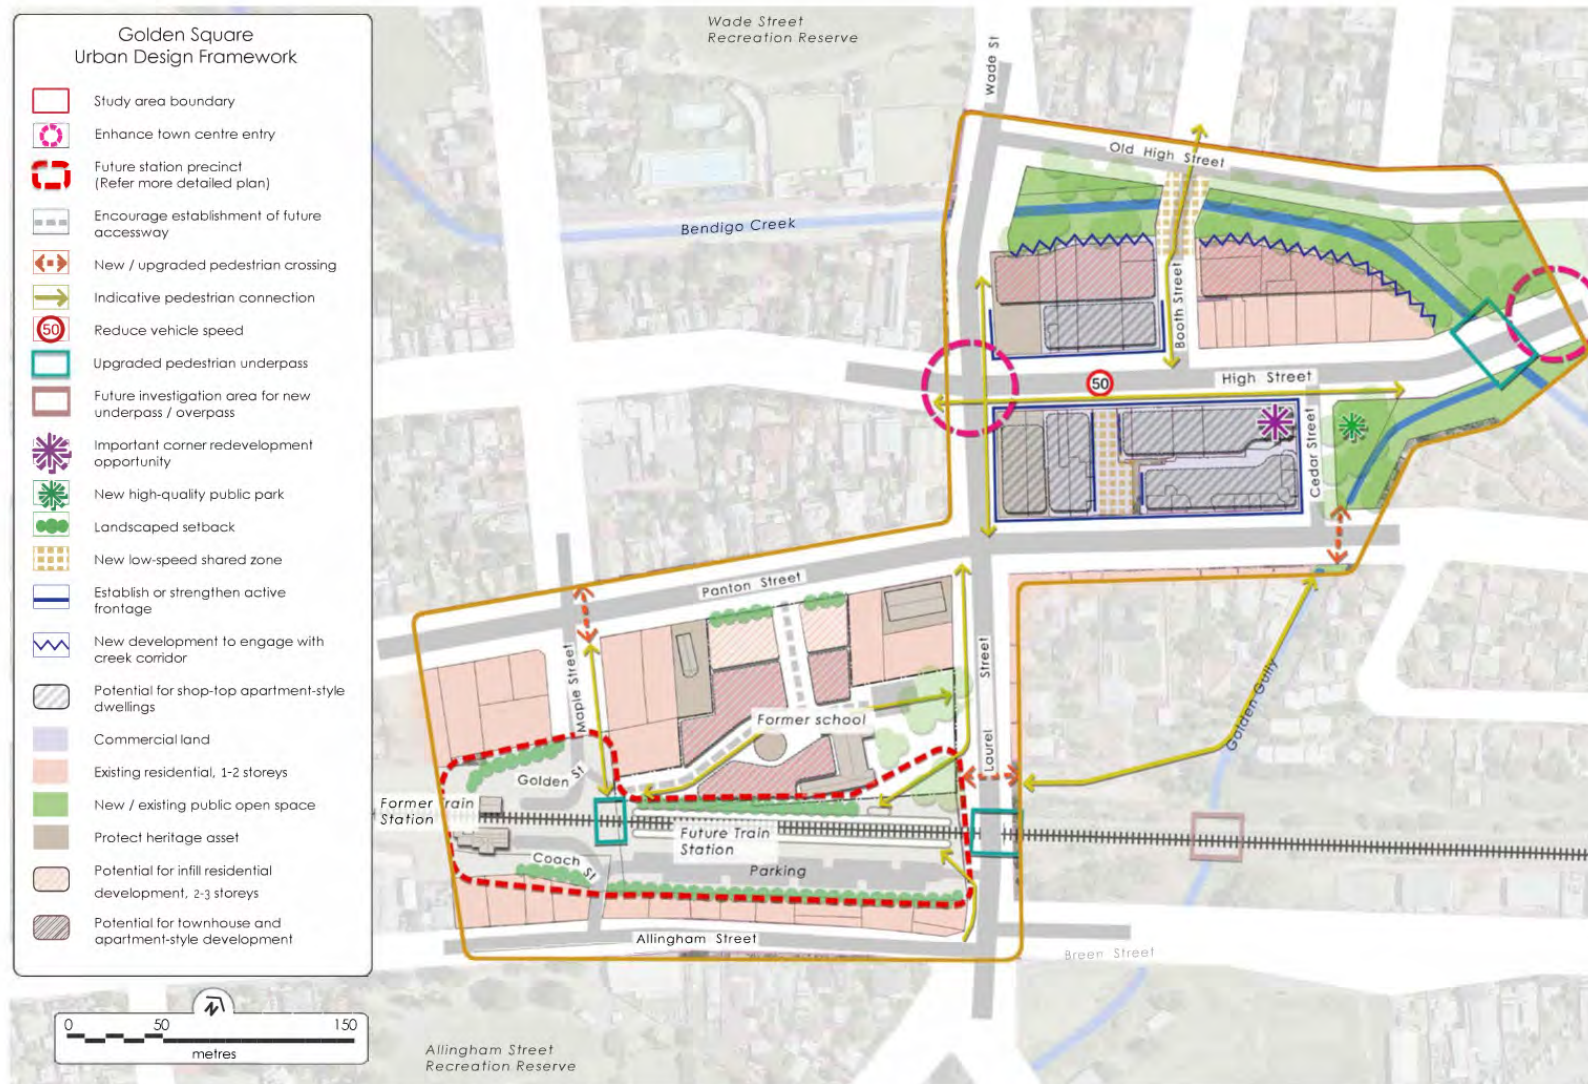 Golden Square
Urban Design Framework
Study area boundary
Enhance town centre entry
Future station precinct
(Refer more detailed plan)
Encourage establishment of future
accessway
New / upgraded pedestrian crossing
Indicative pedestrian connection
50
Reduce vehicle speed
Upgraded pedestrian underpass
Future investigation area for new
underpass / overpass
Important corner redevelopment
opportunity
New high-quality public park
Landscaped setback
New low-speed shared zone
Establish or strengthen active
frontage
New development to engage with
creek corridor
Potential for shop-top apartment-style
dwellings
Commercial land
Existing residential, 1-2 storeys
New / existing public open space
Protect heritage asset
Potential for infill residential
development, 2-3 storeys
Potential for townhouse and
apartment-style development
N
0 50 150
metres
Wade Street
Recreation Reserve
Wade St
Old High Street
Bendigo Creek
Booth Street
High Street
50
Cedar Street
Panton Street
Maple Street
Laurel Street
Former school
Golden St
Golden Gully
Former Train
Station
Future Train
Station
Coach St
Parking
Allingham Street
Breen Street
Allingham Street
Recreation Reserve